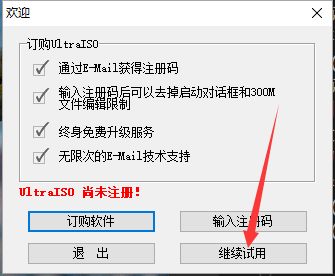 欢迎
订购UltraISO
通过E-Mail获得注册码
输入注册码后可以去掉启动对话框和300M
文件编辑限制
终身免费升级服务
无限次的E-Mail技术支持
UltraISO 尚未注册!
订购软件
输入注册码
退 出
继续试用